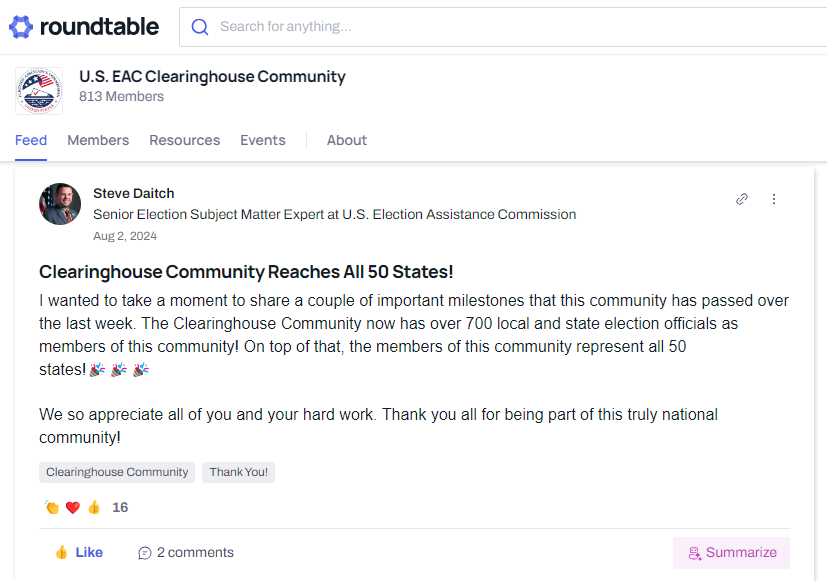 roundtable
Search for anything...
U.S. EAC Clearinghouse Community
813 Members
Feed Members Resources Events About
Steve Daitch
Senior Election Subject Matter Expert at U.S. Election Assistance Commission
Aug 2, 2024
Clearinghouse Community Reaches All 50 States!
I wanted to take a moment to share a couple of important milestones that this community has passed over
the last week. The Clearinghouse Community now has over 700 local and state election officials as
members of this community! On top of that, the members of this community represent all 50
states!🎉 🎉 🎉
We so appreciate all of you and your hard work. Thank you all for being part of this truly national
community!
Clearinghouse Community Thank You!
👏 ❤️ 👍 16
👍 Like 2 comments Summarize